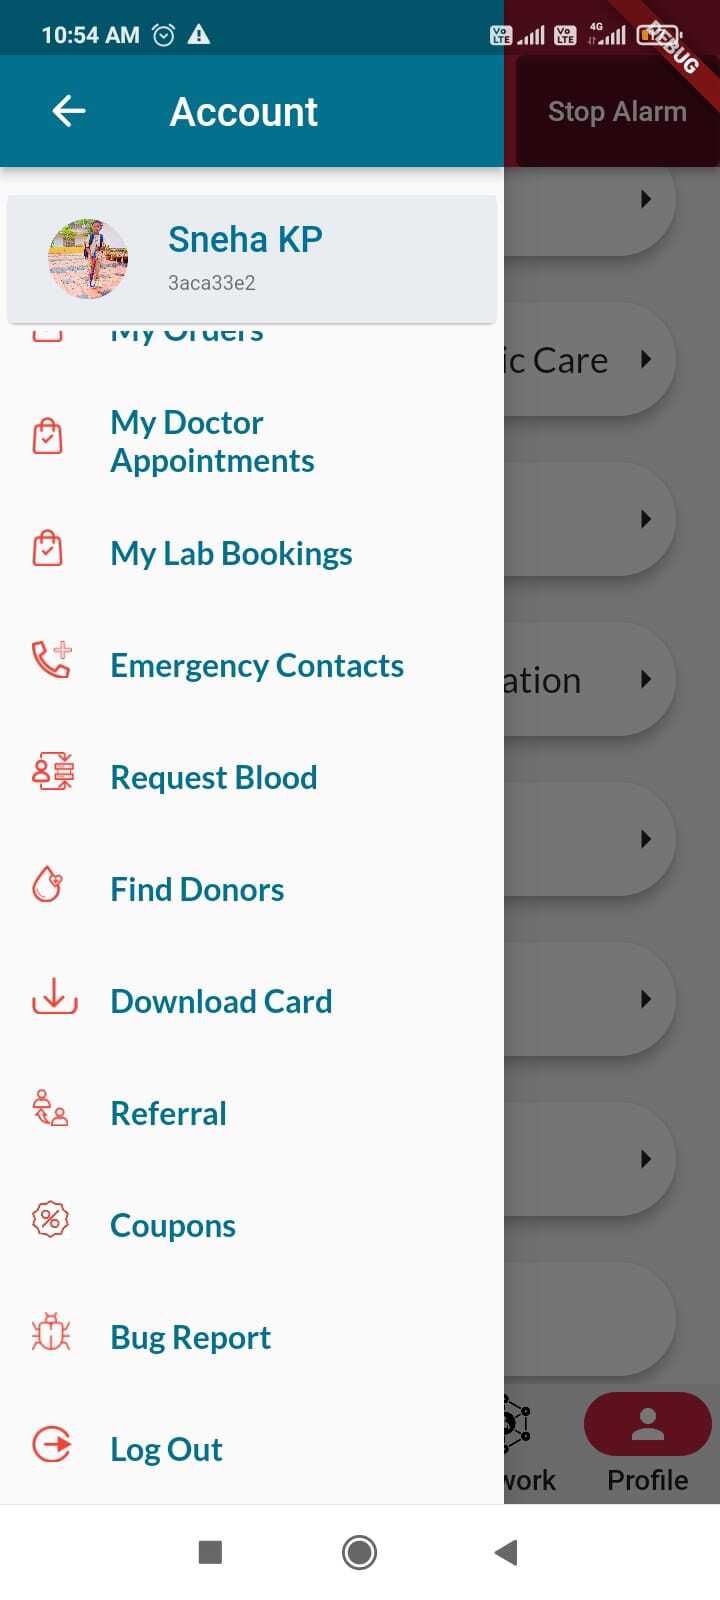 10:54 AM
Vo LTE
Vo LTE
4G
DEBUG
Account
Stop Alarm
Sneha KP
3aca33e2
My Orders
ic Care
My Doctor
Appointments
My Lab Bookings
Emergency Contacts
ation
Request Blood
Find Donors
Download Card
Referral
Coupons
Bug Report
Log Out
work
Profile